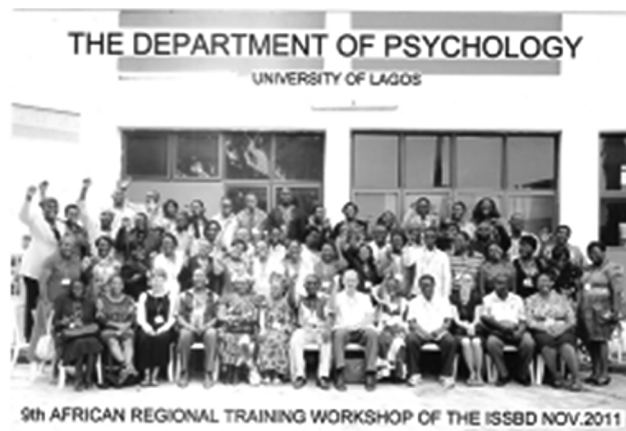 THE DEPARTMENT OF PSYCHOLOGY
UNIVERSITY OF LAGOS
9th AFRICAN REGIONAL TRAINING WORKSHOP OF THE ISSBD NOV.2011